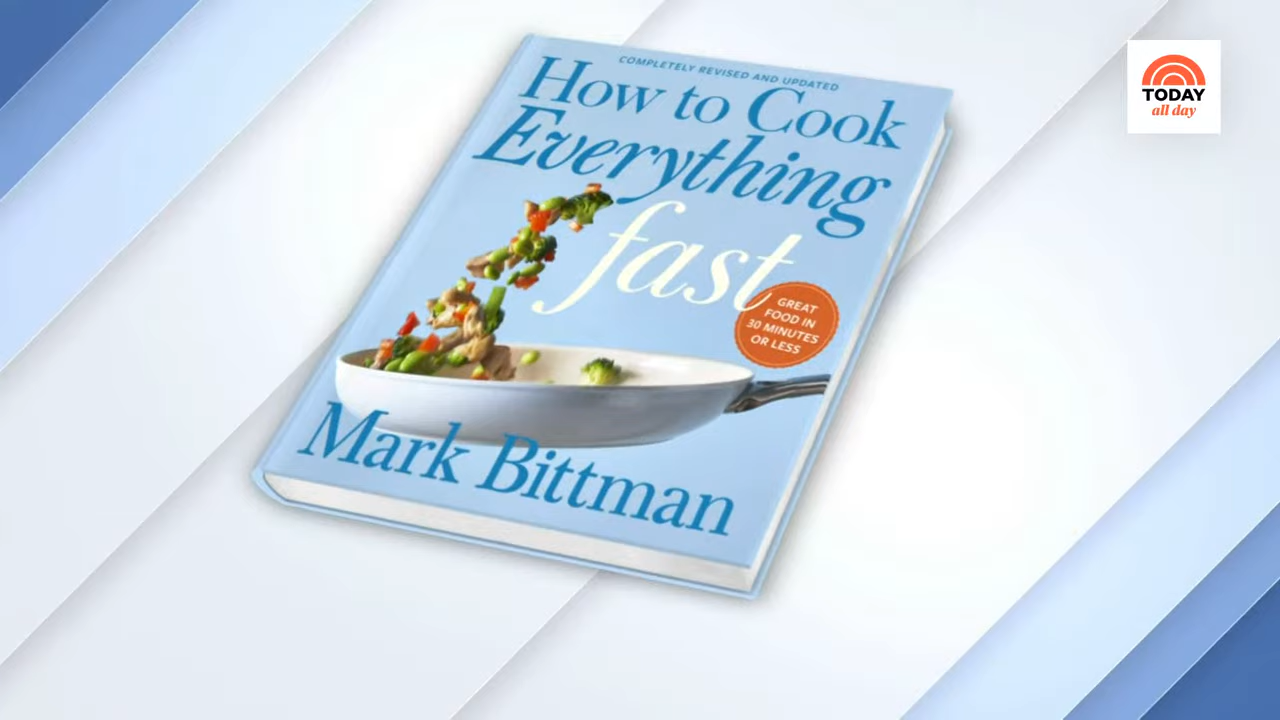 COMPLETELY REVISED AND UPDATED
How to Cook
Everything
fast
GREAT
FOOD IN
30 MINUTES
OR LESS
Mark Bittman
TODAY
all day